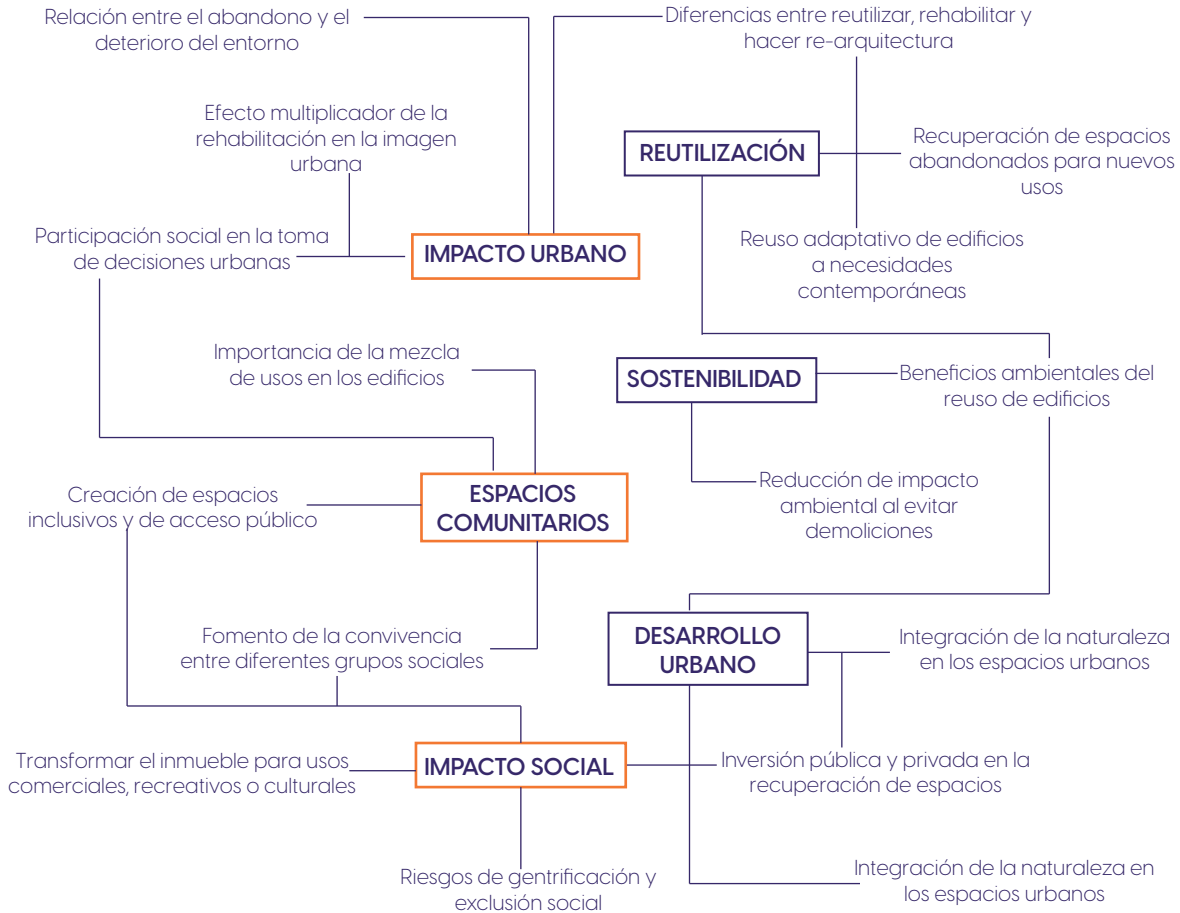 Relación entre el abandono y el
deterioro del entorno
Diferencias entre reutilizar, rehabilitar y
hacer re-arquitectura
Efecto multiplicador de la
rehabilitación en la imagen
urbana
REUTILIZACIÓN
Recuperación de espacios
abandonados para nuevos
usos
Participación social en la toma
de decisiones urbanas
IMPACTO URBANO
Reuso adaptativo de edificios
a necesidades
contemporáneas
Importancia de la mezcla
de usos en los edificios
SOSTENIBILIDAD
Beneficios ambientales del
reuso de edificios
Creación de espacios
inclusivos y de acceso público
ESPACIOS
COMUNITARIOS
Reducción de impacto
ambiental al evitar
demoliciones
Fomento de la convivencia
entre diferentes grupos sociales
DESARROLLO
URBANO
Integración de la naturaleza
en los espacios urbanos
Transformar el inmueble para usos
comerciales, recreativos o culturales
IMPACTO SOCIAL
Inversión pública y privada en la
recuperación de espacios
Riesgos de gentrificación y
exclusión social
Integración de la naturaleza en
los espacios urbanos